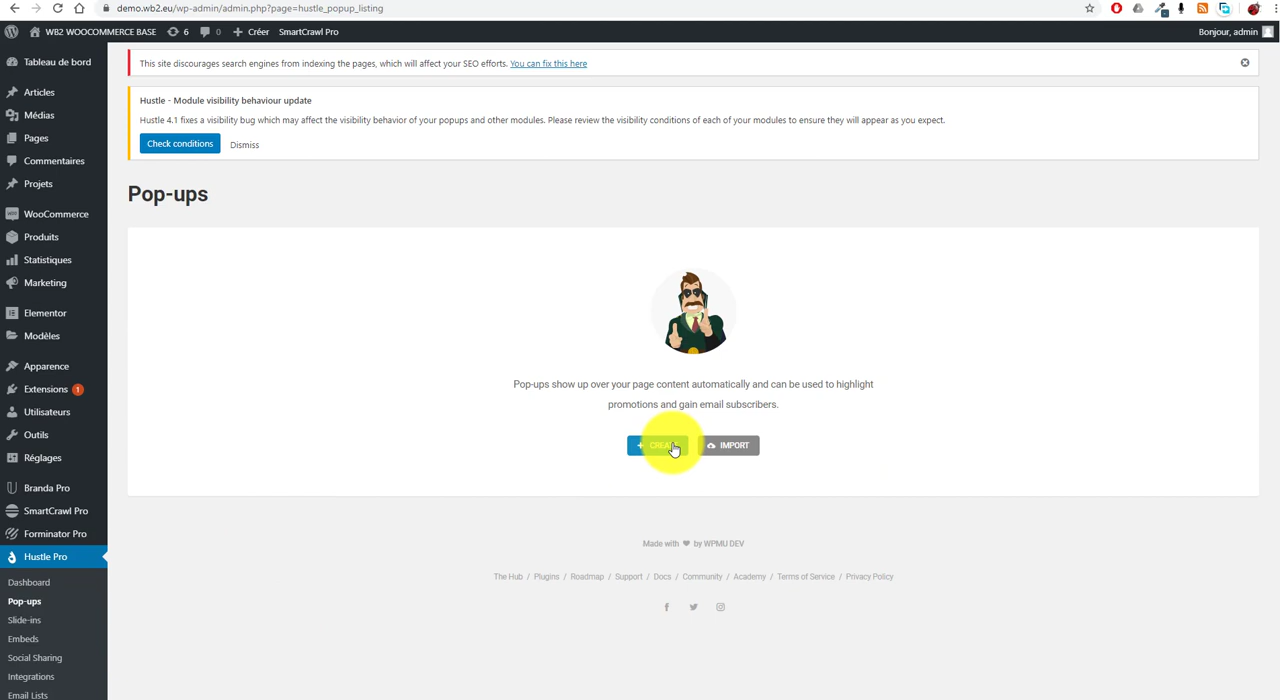 demo.wb2.eu/wp-admin/admin.php?page=hustle_popup_listing
WB2 WOOCOMMERCE BASE 6 0 Créer SmartCrawl Pro Bonjour, admin
Tableau de bord
Articles
Médias
Pages
Commentaires
Projets
WooCommerce
Produits
Statistiques
Marketing
Elementor
Modèles
Apparence
Extensions 1
Utilisateurs
Outils
Réglages
Branda Pro
SmartCrawl Pro
Forminator Pro
Hustle Pro
Dashboard
Pop-ups
Slide-ins
Embeds
Social Sharing
Integrations
Email Lists
This site discourages search engines from indexing the pages, which will affect your SEO efforts. You can fix this here
Hustle - Module visibility behaviour update
Hustle 4.1 fixes a visibility bug which may affect the visibility behavior of your popups and other modules. Please review the visibility conditions of each of your modules to ensure they will appear as you expect.
Check conditions Dismiss
Pop-ups
Pop-ups show up over your page content automatically and can be used to highlight
promotions and gain email subscribers.
+ CREATE IMPORT
Made with ❤ by WPMU DEV
The Hub / Plugins / Roadmap / Support / Docs / Community / Academy / Terms of Service / Privacy Policy